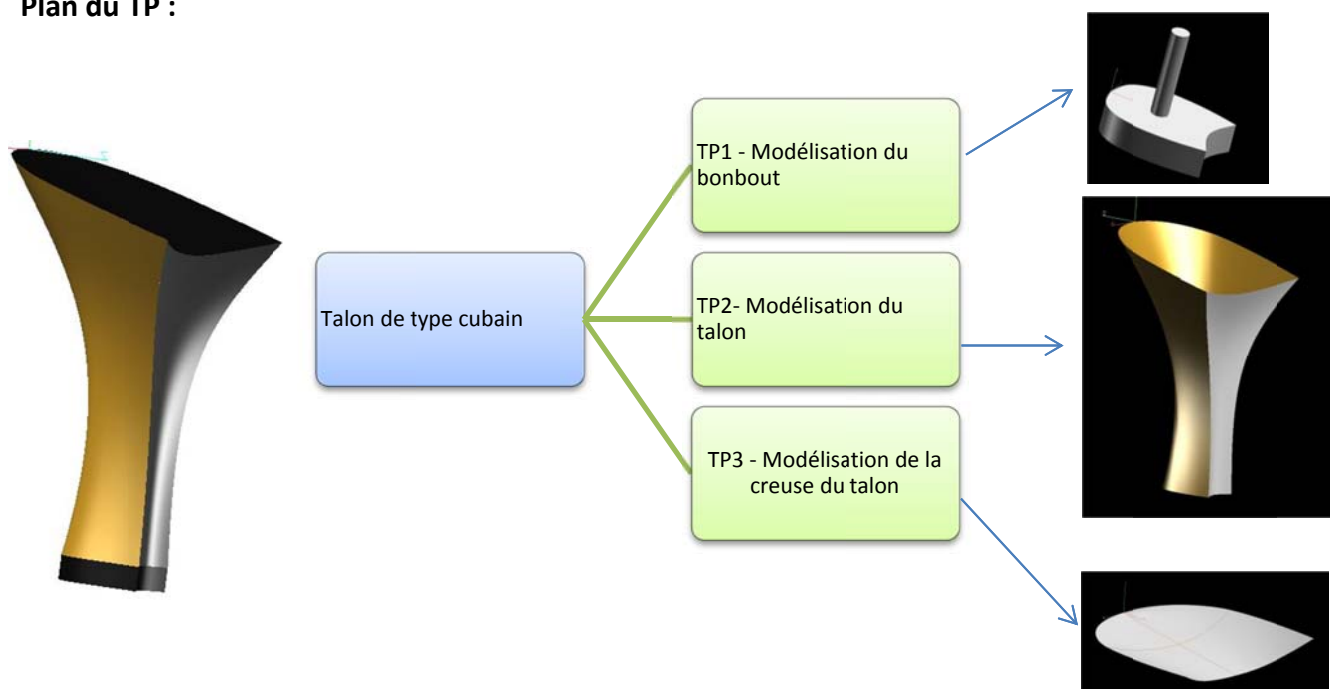 Plan du TP :
Talon de type cubain
TP1 - Modélisation du
bonbout
TP2- Modélisation du
talon
TP3 - Modélisation de la
creuse du talon